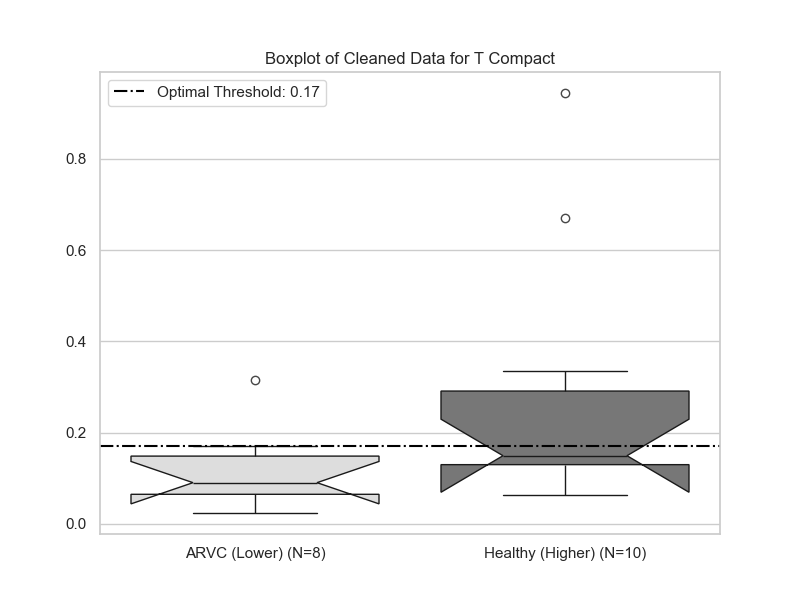 Boxplot of Cleaned Data for T Compact
Optimal Threshold: 0.17
0.8
0.6
0.4
0.2
0.0
ARVC (Lower) (N=8)
Healthy (Higher) (N=10)